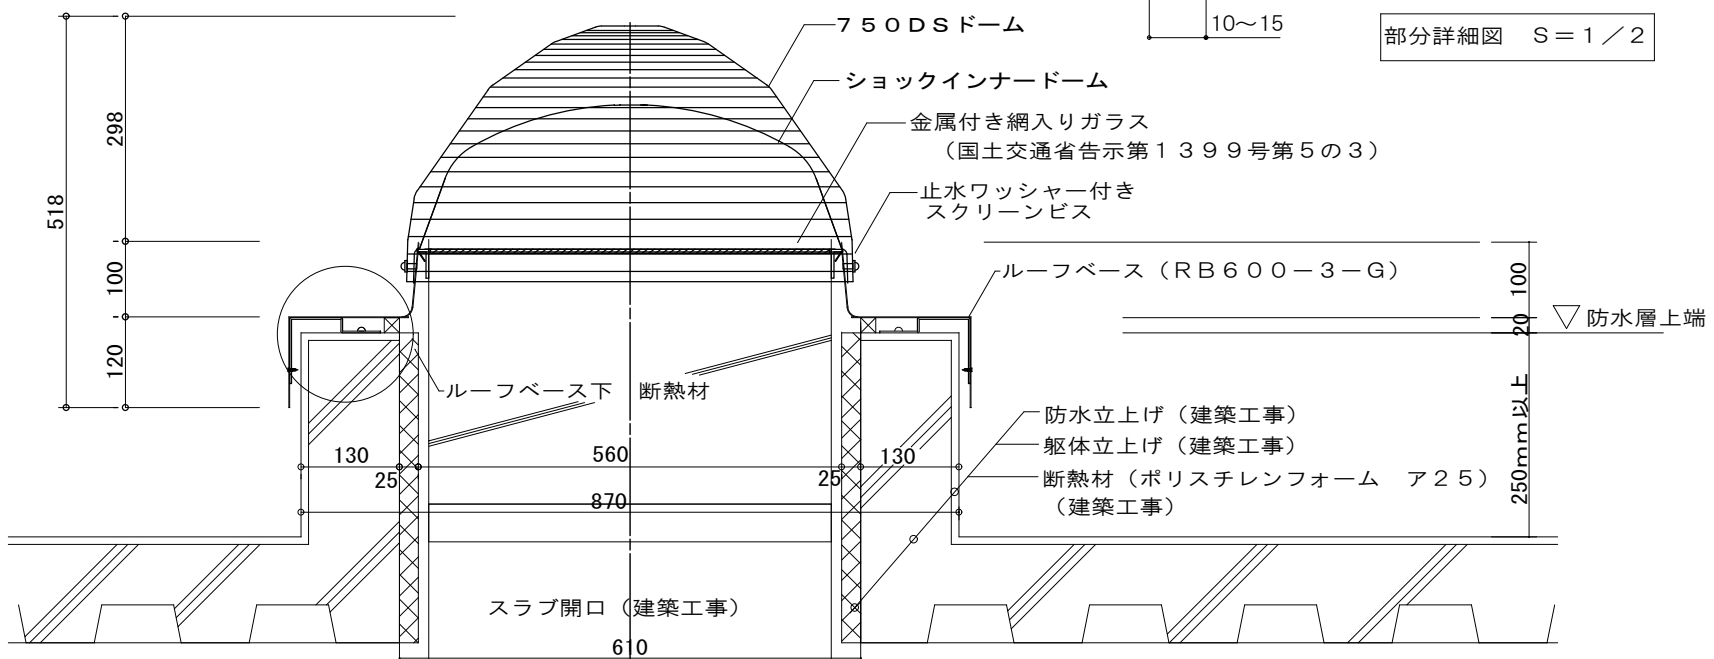 ７５０ＤＳドーム
10～15
部分詳細図　Ｓ＝１／２
ショックインナードーム
金属付き網入りガラス
（国土交通省告示第１３９９号第５の３）
止水ワッシャー付き
スクリーンビス
298
518
100
120
ルーフベース（ＲＢ６００－３－Ｇ）
100
20
防水層上端
250mm以上
ルーフベース下　断熱材
防水立上げ（建築工事）
躯体立上げ（建築工事）
断熱材（ポリスチレンフォーム　ア２５）
（建築工事）
130
25
560
25
130
870
スラブ開口（建築工事）
610